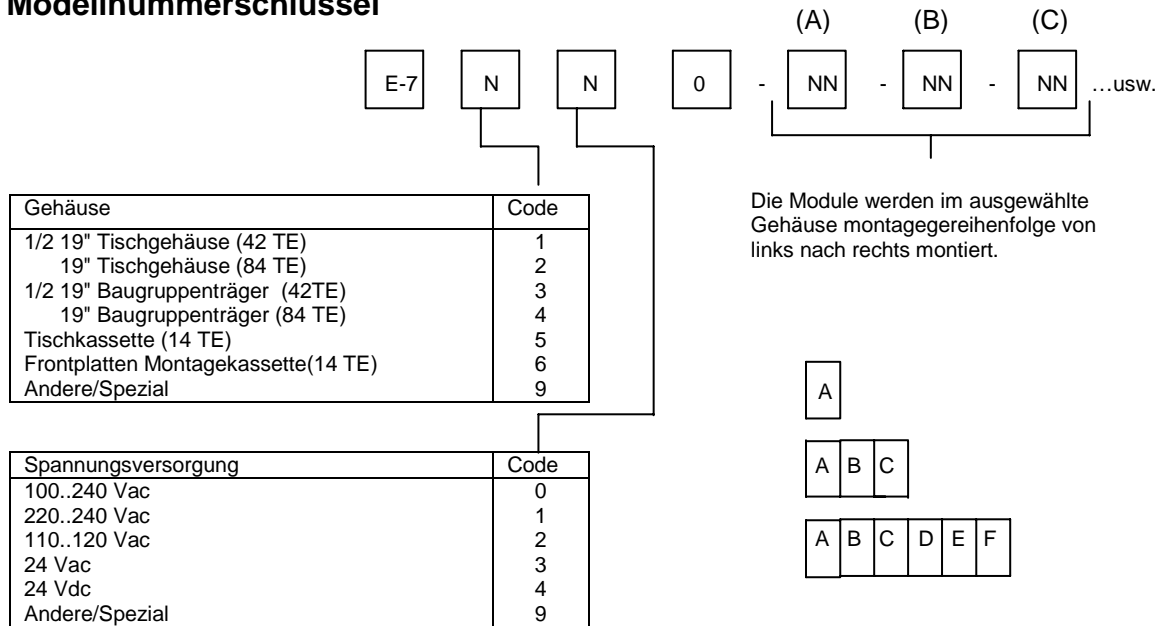 Modellnummerschlüssel
(A) (B) (C)
E-7 N N 0 - NN - NN - NN …usw.
Die Module werden im ausgewählte
Gehäuse montagegereihenfolge von
links nach rechts montiert.
Gehäuse Code
1/2 19" Tischgehäuse (42 TE) 1
19" Tischgehäuse (84 TE) 2
1/2 19" Baugruppenträger (42TE) 3
19" Baugruppenträger (84 TE) 4
Tischkassette (14 TE) 5
Frontplatten Montagekassette(14 TE) 6
Andere/Spezial 9
A
A B C
A B C D E F
Spannungsversorgung Code
100..240 Vac 0
220..240 Vac 1
110..120 Vac 2
24 Vac 3
24 Vdc 4
Andere/Spezial 9